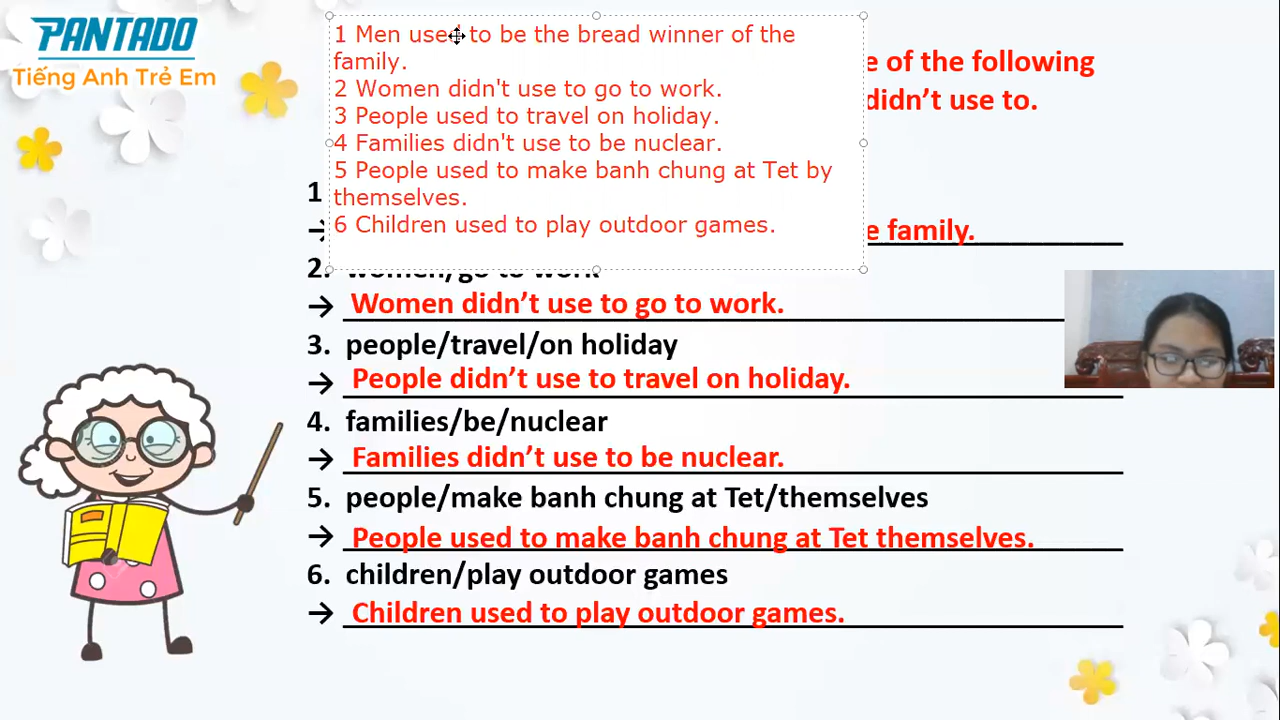 PANTADO
Tiếng Anh Trẻ Em
1 Men used to be the bread winner of the
family.
2 Women didn't use to go to work.
3 People used to travel on holiday.
4 Families didn't use to be nuclear.
5 People used to make banh chung at Tet by
themselves.
6 Children used to play outdoor games.
e of the following
didn’t use to.
1
→ e family.
2. women/go to work
→ Women didn’t use to go to work.
3. people/travel/on holiday
→ People didn’t use to travel on holiday.
4. families/be/nuclear
→ Families didn’t use to be nuclear.
5. people/make banh chung at Tet/themselves
→ People used to make banh chung at Tet themselves.
6. children/play outdoor games
→ Children used to play outdoor games.